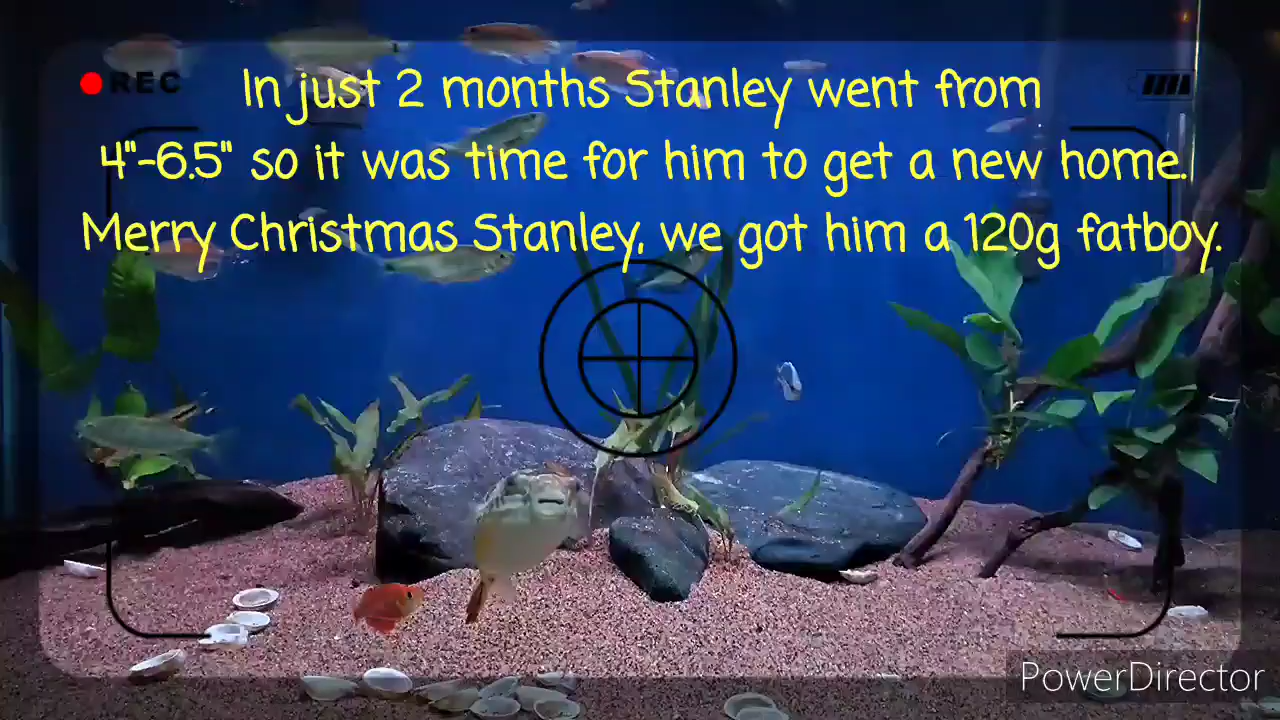 REC
In just 2 months Stanley went from
4"-6.5" so it was time for him to get a new home.
Merry Christmas Stanley, we got him a 120g fatboy.
PowerDirector